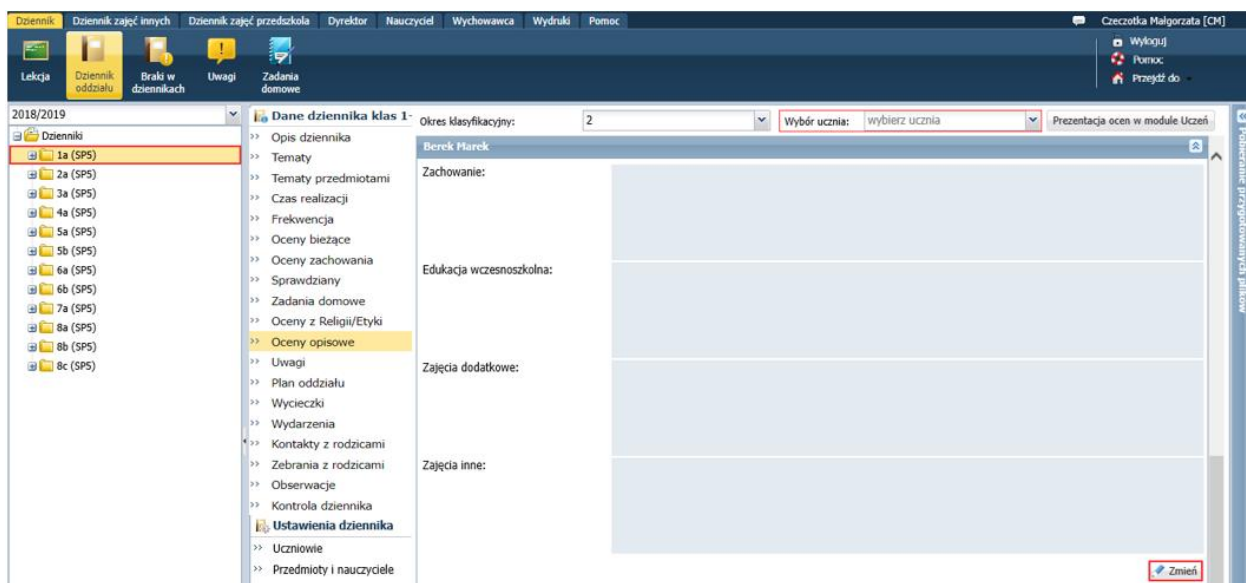 Dziennik Dziennik zajęć innych Dziennik zajęć przedszkola Dyrektor Nauczyciel Wychowawca Wydruki Pomoc Czeczotka Małgorzata [CM]
Wyloguj
Pomoc
Przejdź do
Lekcja
Dziennik oddziału
Braki w dziennikach
Uwagi
Zadania domowe
2018/2019
Dzienniki
1a (SP5)
2a (SP5)
3a (SP5)
4a (SP5)
5a (SP5)
5b (SP5)
6a (SP5)
6b (SP5)
7a (SP5)
8a (SP5)
8b (SP5)
8c (SP5)
Dane dziennika klas 1-
Opis dziennika
Tematy
Tematy przedmiotami
Czas realizacji
Frekwencja
Oceny bieżące
Oceny zachowania
Sprawdziany
Zadania domowe
Oceny z Religii/Etyki
Oceny opisowe
Uwagi
Plan oddziału
Wycieczki
Wydarzenia
Kontakty z rodzicami
Zebrania z rodzicami
Obserwacje
Kontrola dziennika
Ustawienia dziennika
Uczniowie
Przedmioty i nauczyciele
Okres klasyfikacyjny: 2 Wybór ucznia: wybierz ucznia Prezentacja ocen w module Uczeń
Berek Marek
Zachowanie:
Edukacja wczesnoszkolna:
Zajęcia dodatkowe:
Zajęcia inne:
Zmień
Pobieranie przygotowanych plików